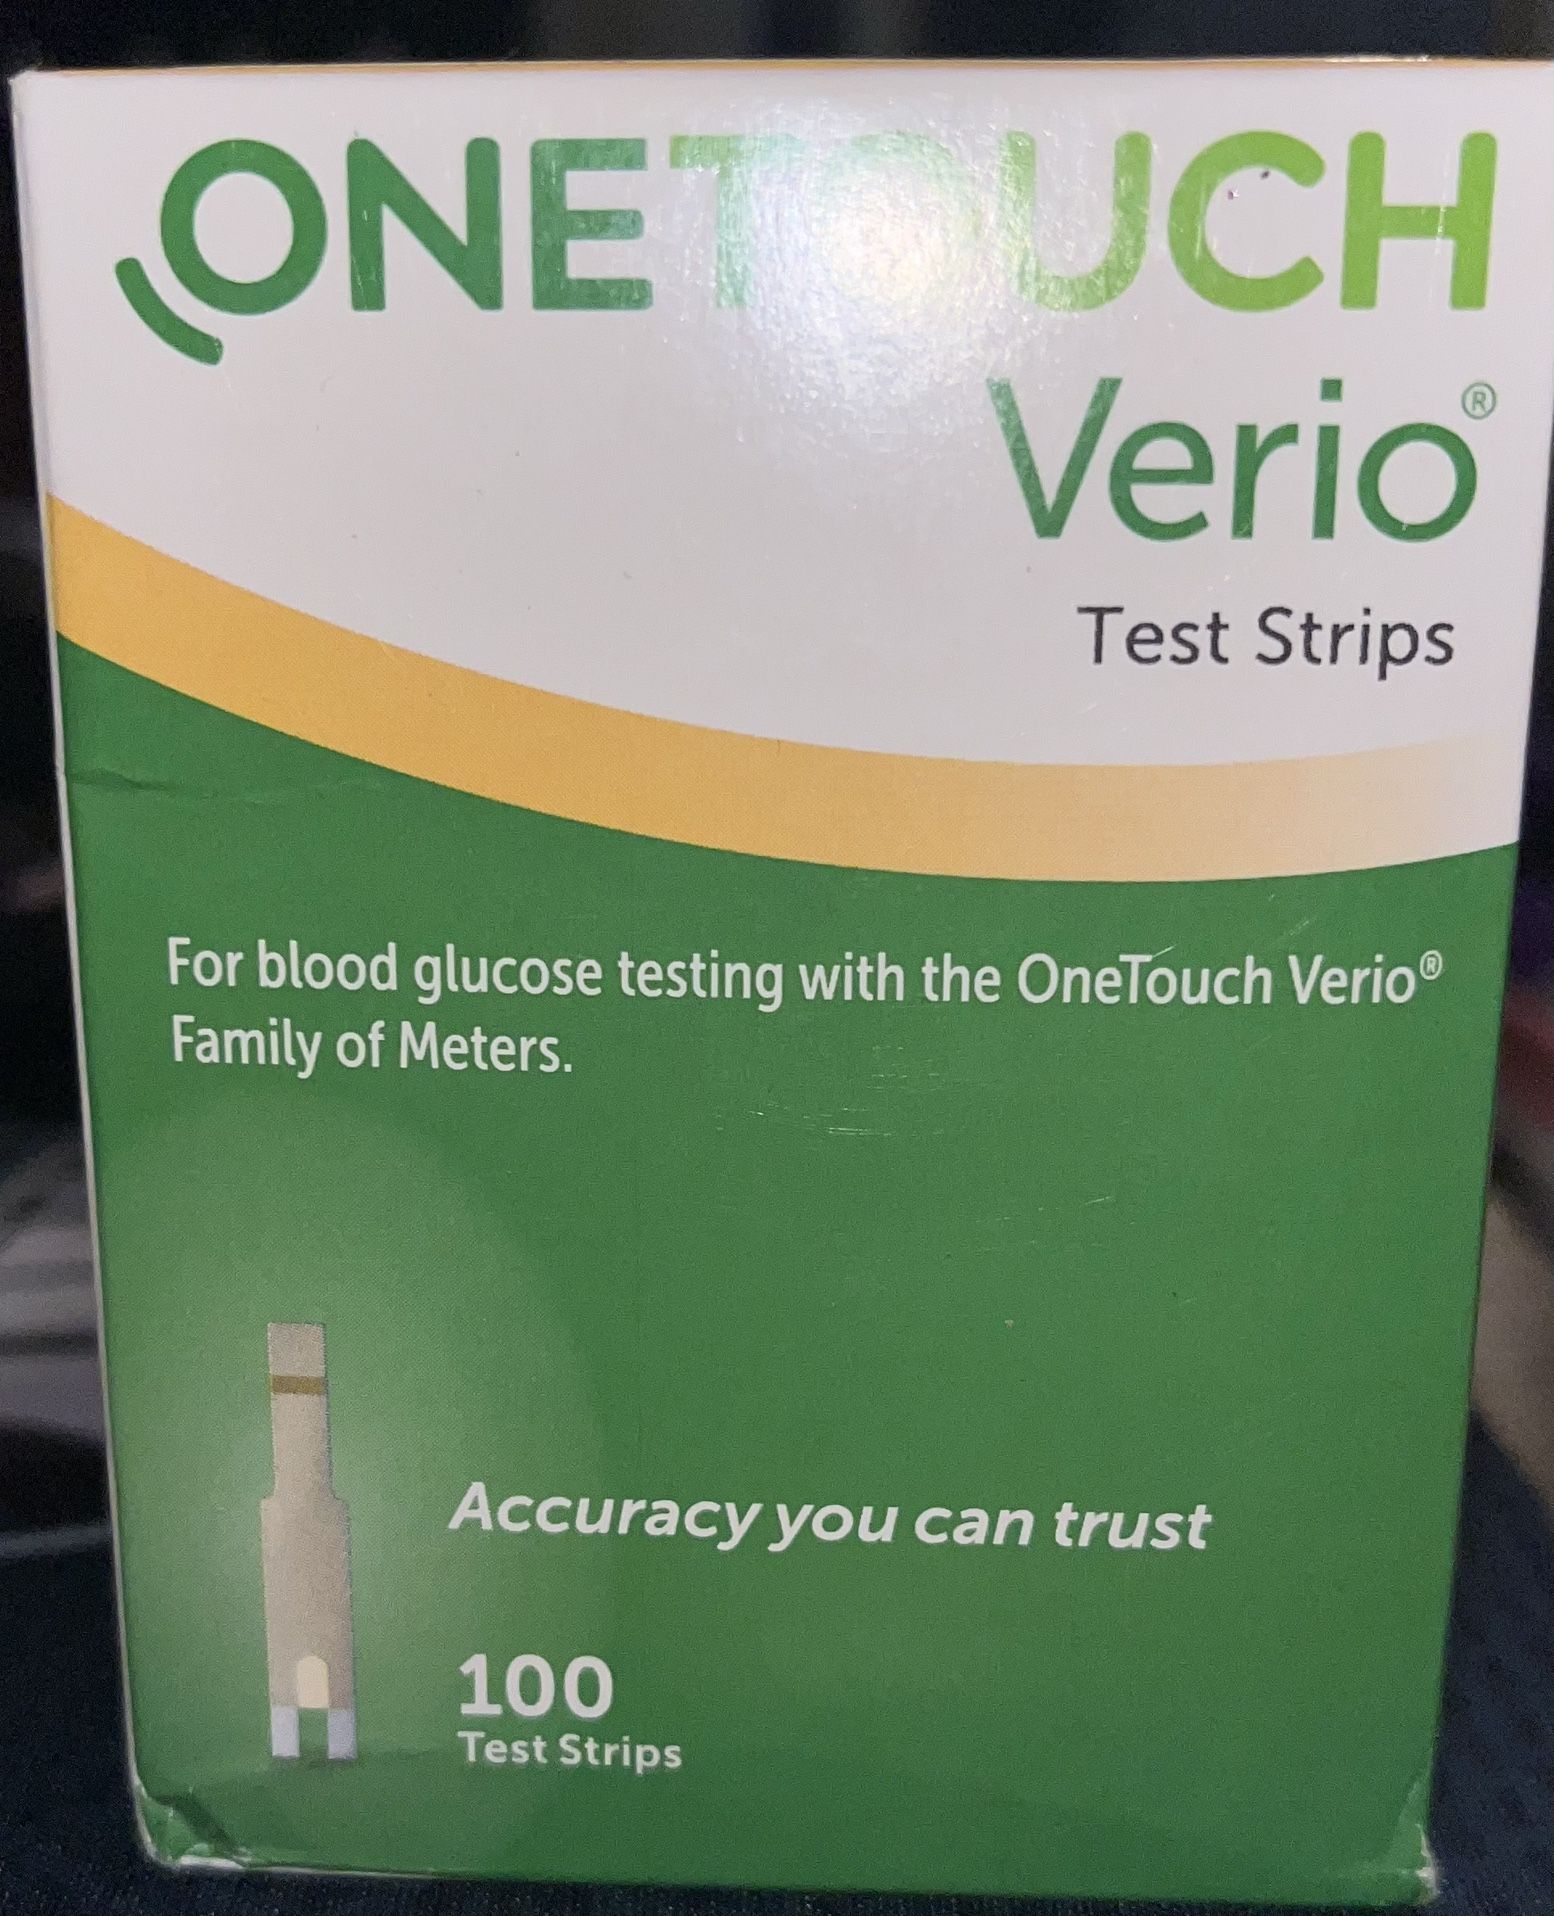 ONETOUCH
Verio®
Test Strips
For blood glucose testing with the OneTouch Verio®
Family of Meters.
Accuracy you can trust
100
Test Strips